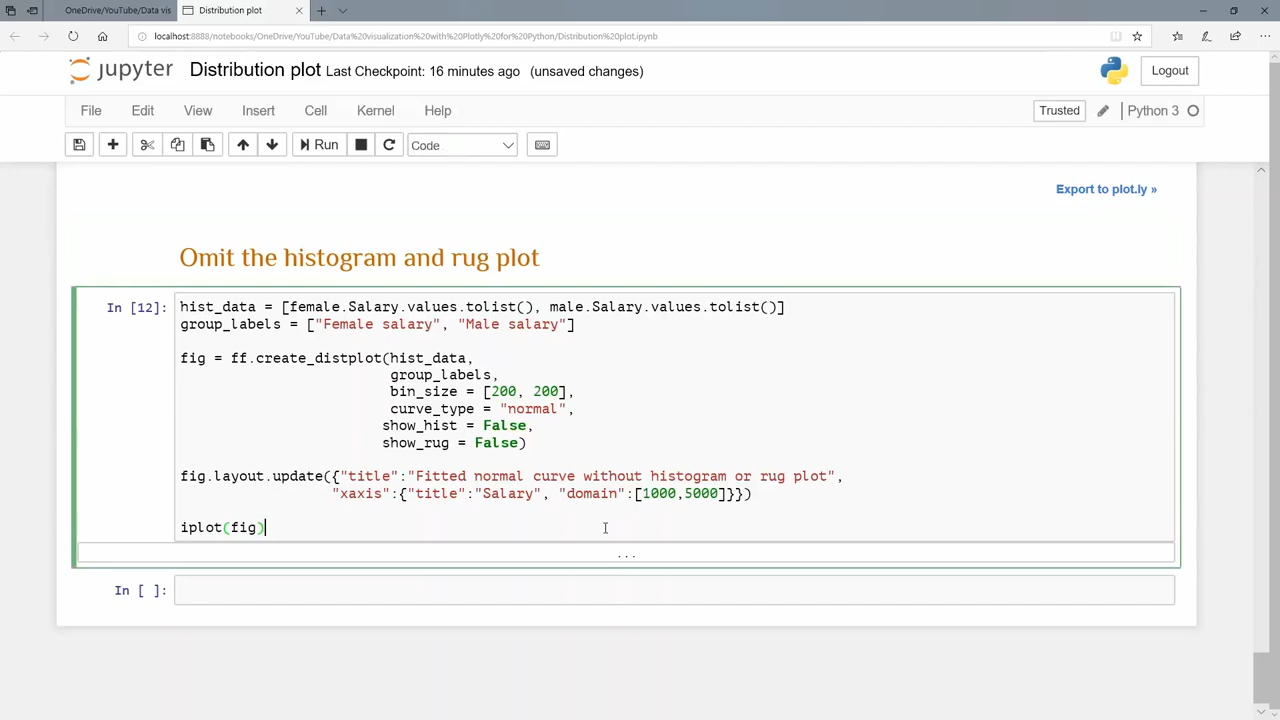 OneDrive/YouTube/Data vis
Distribution plot
localhost:8888/notebooks/OneDrive/YouTube/Data%20visualization%20with%20Plotly%20for%20Python/Distribution%20plot.ipynb
jupyter Distribution plot Last Checkpoint: 16 minutes ago (unsaved changes)
Logout
File Edit View Insert Cell Kernel Help
Trusted Python 3
Run Code
Export to plot.ly »
Omit the histogram and rug plot
In [12]: hist_data = [female.Salary.values.tolist(), male.Salary.values.tolist()]
group_labels = ["Female salary", "Male salary"]
fig = ff.create_distplot(hist_data,
group_labels,
bin_size = [200, 200],
curve_type = "normal",
show_hist = False,
show_rug = False)
fig.layout.update({"title":"Fitted normal curve without histogram or rug plot",
"xaxis":{"title":"Salary", "domain":[1000,5000]}})
iplot(fig)
...
In [ ]: